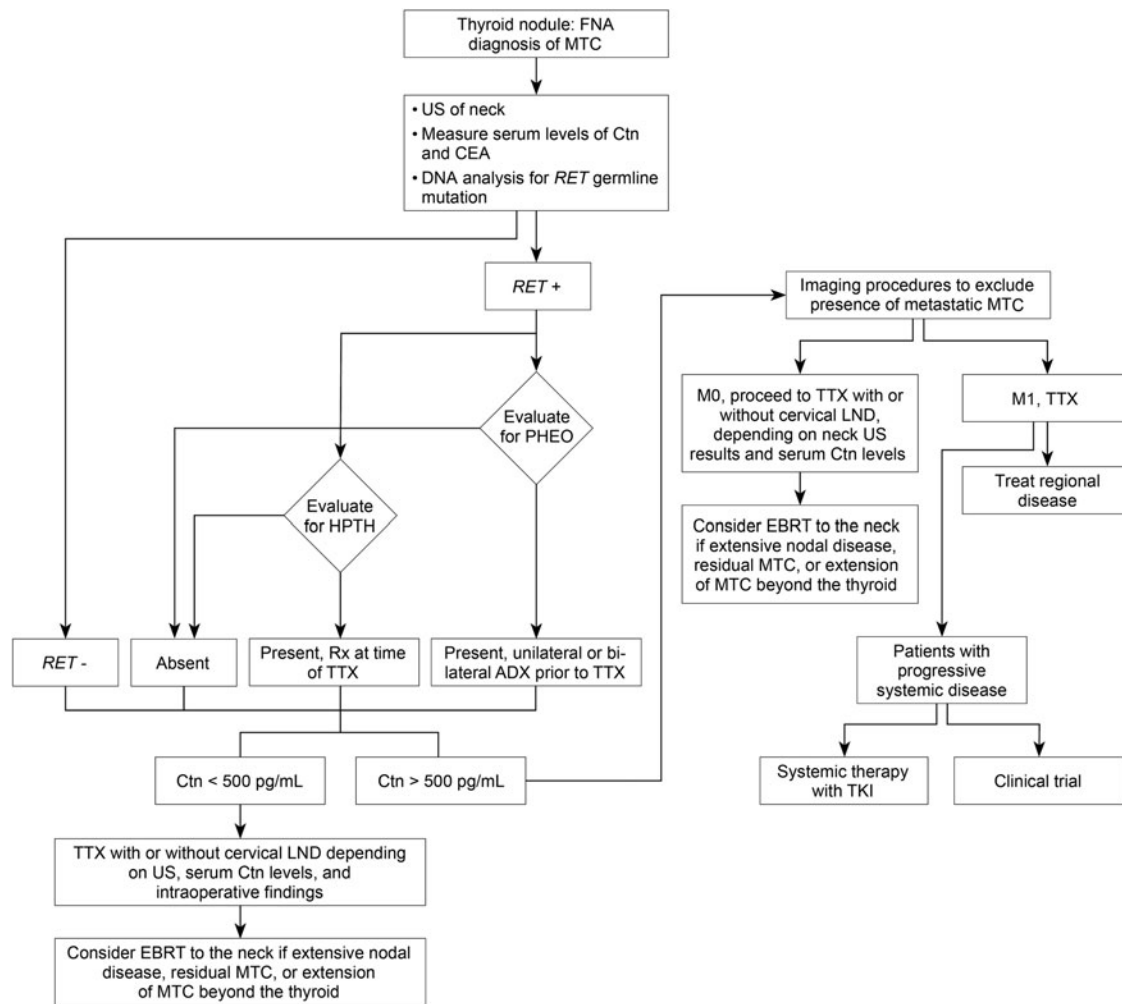 Thyroid nodule: FNA
diagnosis of MTC
• US of neck
• Measure serum levels of Ctn
and CEA
• DNA analysis for RET germline
mutation
RET +
Imaging procedures to exclude
presence of metastatic MTC
Evaluate
for PHEO
M0, proceed to TTX with or
without cervical LND,
depending on neck US
results and serum Ctn levels
M1, TTX
Evaluate
for HPTH
Treat regional
disease
Consider EBRT to the neck
if extensive nodal disease,
residual MTC, or extension
of MTC beyond the thyroid
RET -
Absent
Present, Rx at time
of TTX
Present, unilateral or bi-
lateral ADX prior to TTX
Patients with
progressive
systemic disease
Ctn < 500 pg/mL
Ctn > 500 pg/mL
Systemic therapy
with TKI
Clinical trial
TTX with or without cervical LND depending
on US, serum Ctn levels, and
intraoperative findings
Consider EBRT to the neck if extensive nodal
disease, residual MTC, or extension
of MTC beyond the thyroid